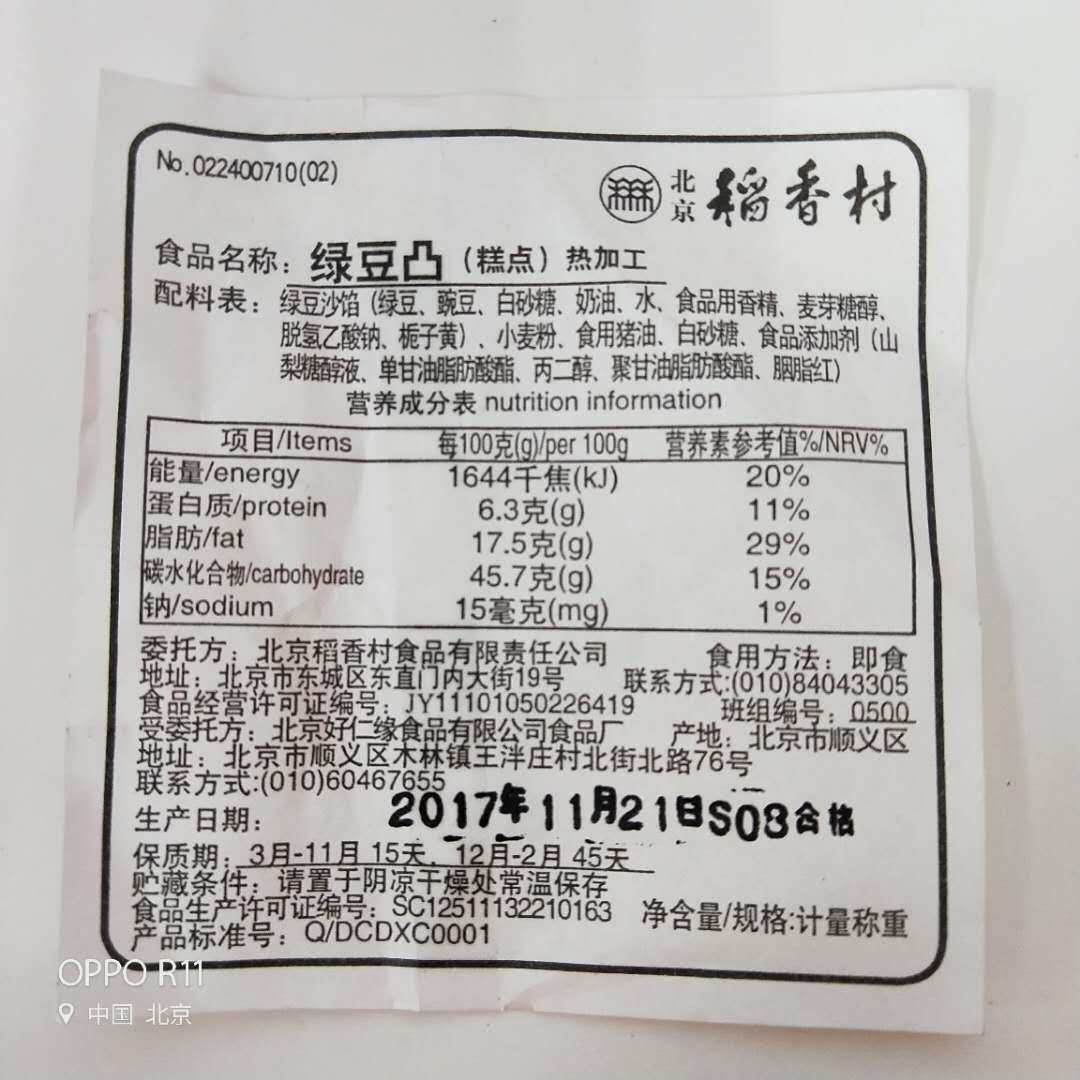 No.022400710(02)
北京 稻香村
食品名称：绿豆凸（糕点）热加工
配料表：绿豆沙馅（绿豆、豌豆、白砂糖、奶油、水、食品用香精、麦芽糖醇、
脱氢乙酸钠、栀子黄）、小麦粉、食用猪油、白砂糖、食品添加剂（山
梨糖醇液、单甘油脂肪酸酯、丙二醇、聚甘油脂肪酸酯、胭脂红）
营养成分表 nutrition information
项目/Items 每100克(g)/per 100g 营养素参考值%/NRV%
能量/energy 1644千焦(kJ) 20%
蛋白质/protein 6.3克(g) 11%
脂肪/fat 17.5克(g) 29%
碳水化合物/carbohydrate 45.7克(g) 15%
钠/sodium 15毫克(mg) 1%
委托方：北京稻香村食品有限责任公司 食用方法：即食
地址：北京市东城区东直门内大街19号 联系方式:(010)84043305
食品经营许可证编号：JY11101050226419 班组编号：0500
受委托方：北京好仁缘食品有限公司食品厂 产地：北京市顺义区
地址：北京市顺义区木林镇王泮庄村北街北路76号
联系方式:(010)60467655
生产日期：2017年11月21日S03合格
保质期：3月-11月 15天，12月-2月 45天
贮藏条件：请置于阴凉干燥处常温保存
食品生产许可证编号：SC12511132210163 净含量/规格:计量称重
产品标准号：Q/DCDXC0001
OPPO R11
中国 北京